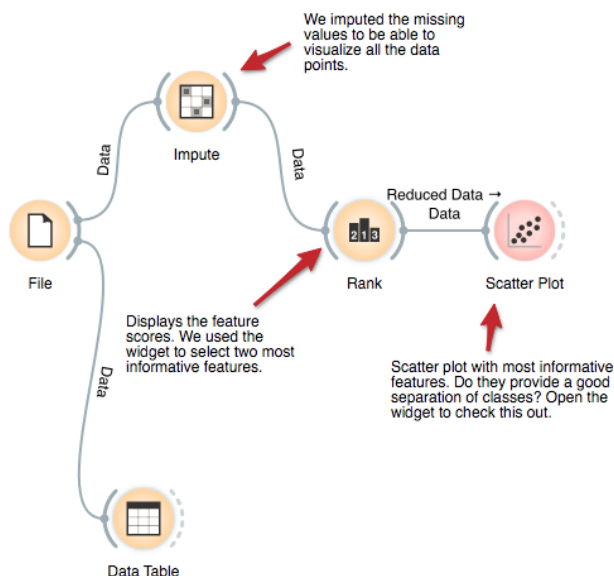 We imputed the missing
values to be able to
visualize all the data
points.
Impute
Data
Data
Reduced Data →
Data
213
File
Rank
Scatter Plot
Displays the feature
scores. We used the
widget to select two most
informative features.
Scatter plot with most informative
features. Do they provide a good
separation of classes? Open the
widget to check this out.
Data
Data Table